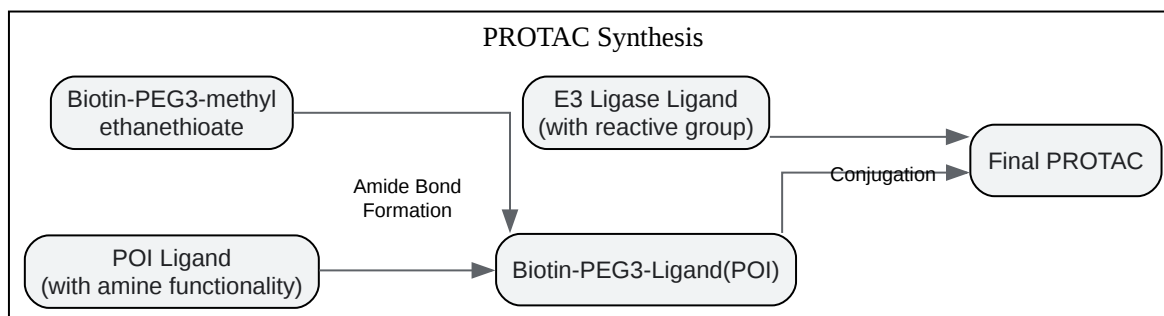 PROTAC Synthesis
Biotin-PEG3-methyl
ethanethioate
E3 Ligase Ligand
(with reactive group)
Final PROTAC
Conjugation
Amide Bond
Formation
POI Ligand
(with amine functionality)
Biotin-PEG3-Ligand(POI)